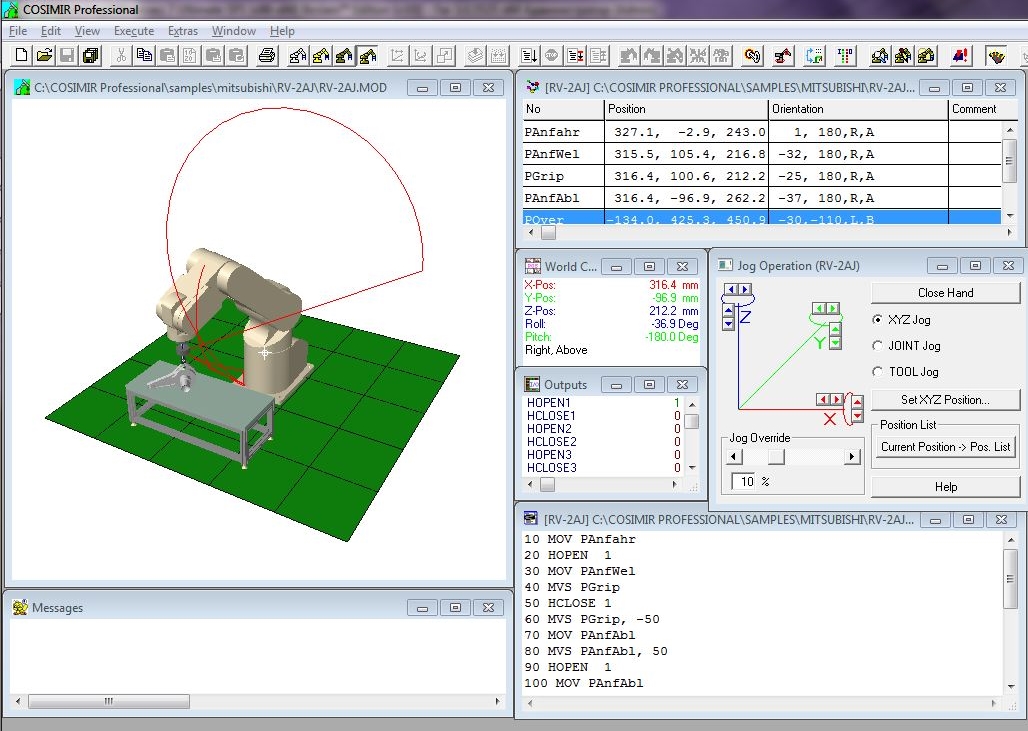 COSIMIR Professional
File Edit View Execute Extras Window Help
C:\COSIMIR Professional\samples\mitsubishi\RV-2AJ\RV-2AJ.MOD
[RV-2AJ] C:\COSIMIR PROFESSIONAL\SAMPLES\MITSUBISHI\RV-2AJ...
No Position Orientation Comment
PAnfahr 327.1, -2.9, 243.0 1, 180,R,A
PAnfWel 315.5, 105.4, 216.8 -32, 180,R,A
PGrip 316.4, 100.6, 212.2 -25, 180,R,A
PAnfAbl 316.4, -96.9, 262.2 -37, 180,R,A
POver -134.0, 425.3, 450.9 -30,-110,L,B
World C...
X-Pos: 316.4 mm
Y-Pos: -96.9 mm
Z-Pos: 212.2 mm
Roll: -36.9 Deg
Pitch: -180.0 Deg
Right, Above
Jog Operation (RV-2AJ)
Z
Y
X
Close Hand
XYZ Jog
JOINT Jog
TOOL Jog
Set XYZ Position...
Position List
Current Position -> Pos. List
Help
Jog Override
10 %
Outputs
HOPEN1 1
HCLOSE1 0
HOPEN2 0
HCLOSE2 0
HOPEN3 0
HCLOSE3 0
[RV-2AJ] C:\COSIMIR PROFESSIONAL\SAMPLES\MITSUBISHI\RV-2AJ...
10 MOV PAnfahr
20 HOPEN 1
30 MOV PAnfWel
40 MVS PGrip
50 HCLOSE 1
60 MVS PGrip, -50
70 MOV PAnfAbl
80 MVS PAnfAbl, 50
90 HOPEN 1
100 MOV PAnfAbl
Messages